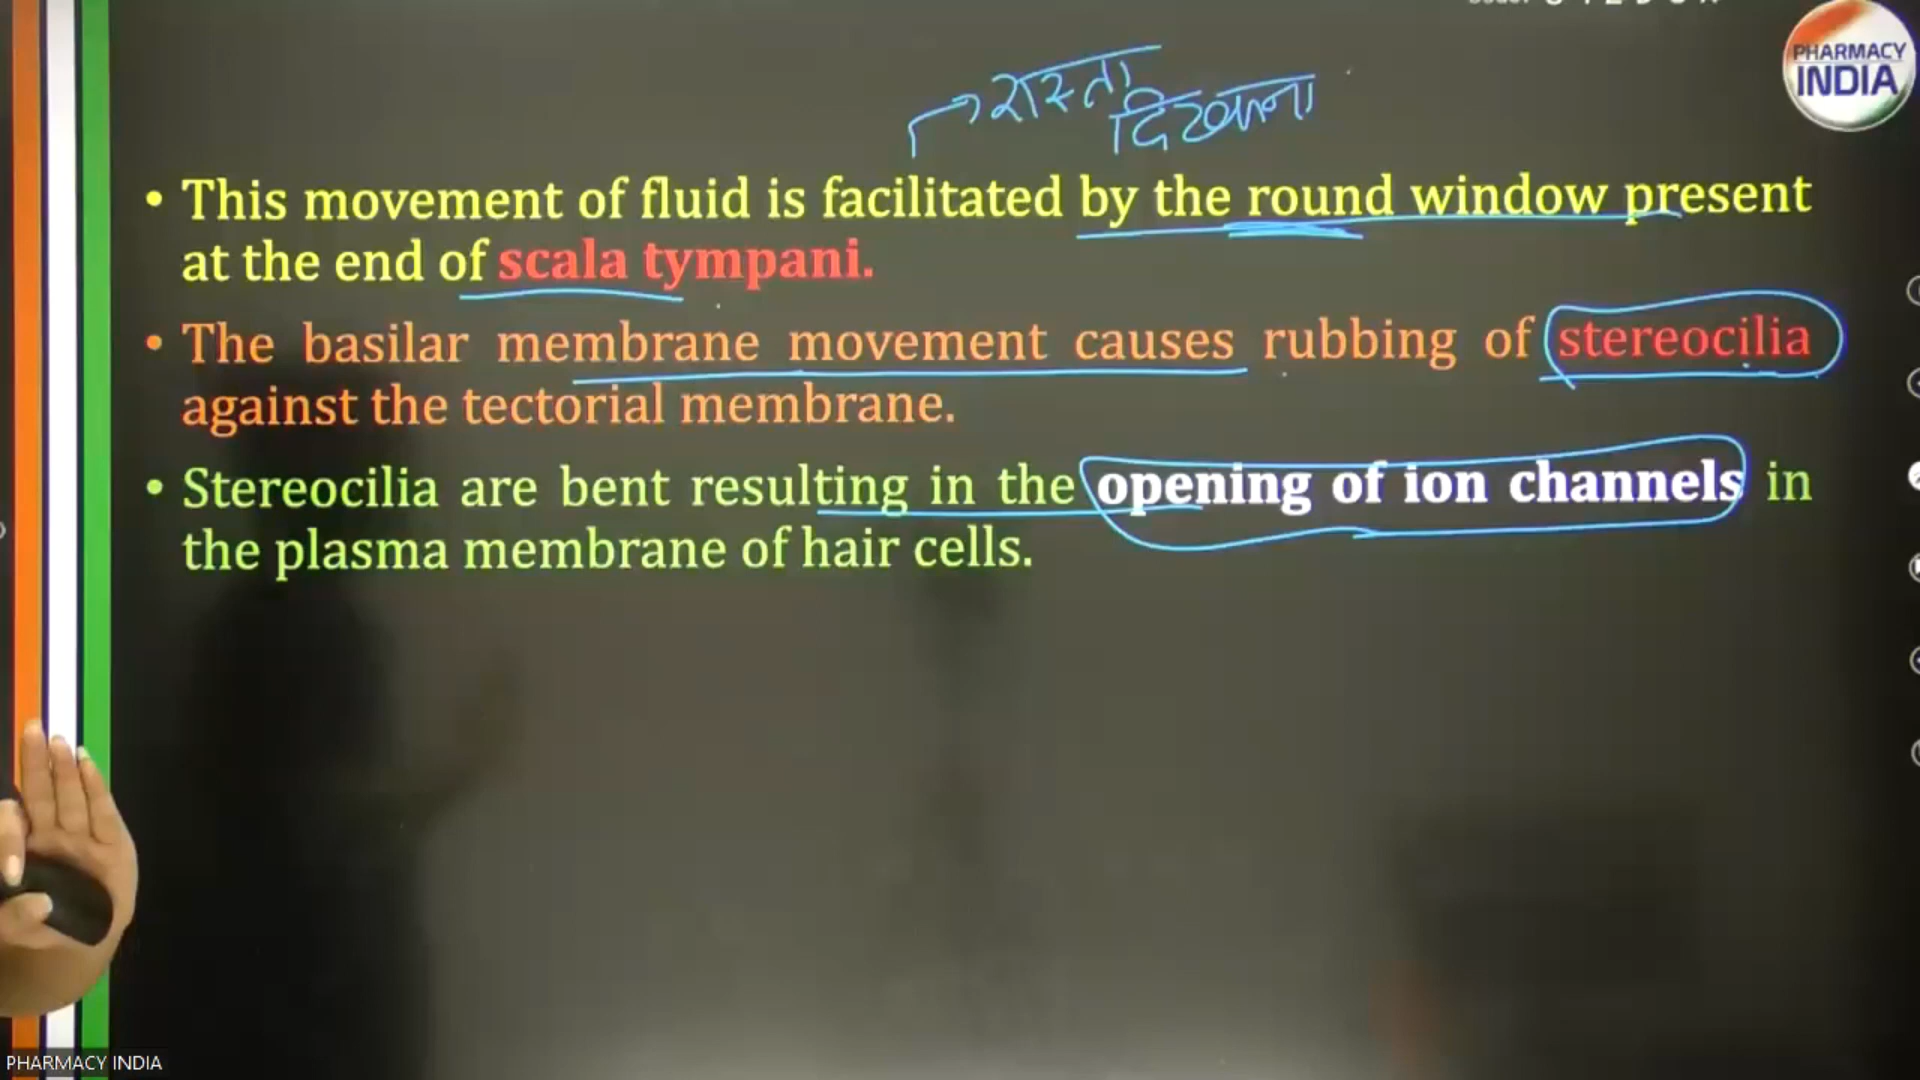 PHARMACY
INDIA
रास्ता
दिखाना
• This movement of fluid is facilitated by the round window present
at the end of scala tympani.
• The basilar membrane movement causes rubbing of stereocilia
against the tectorial membrane.
• Stereocilia are bent resulting in the opening of ion channels in
the plasma membrane of hair cells.
PHARMACY INDIA